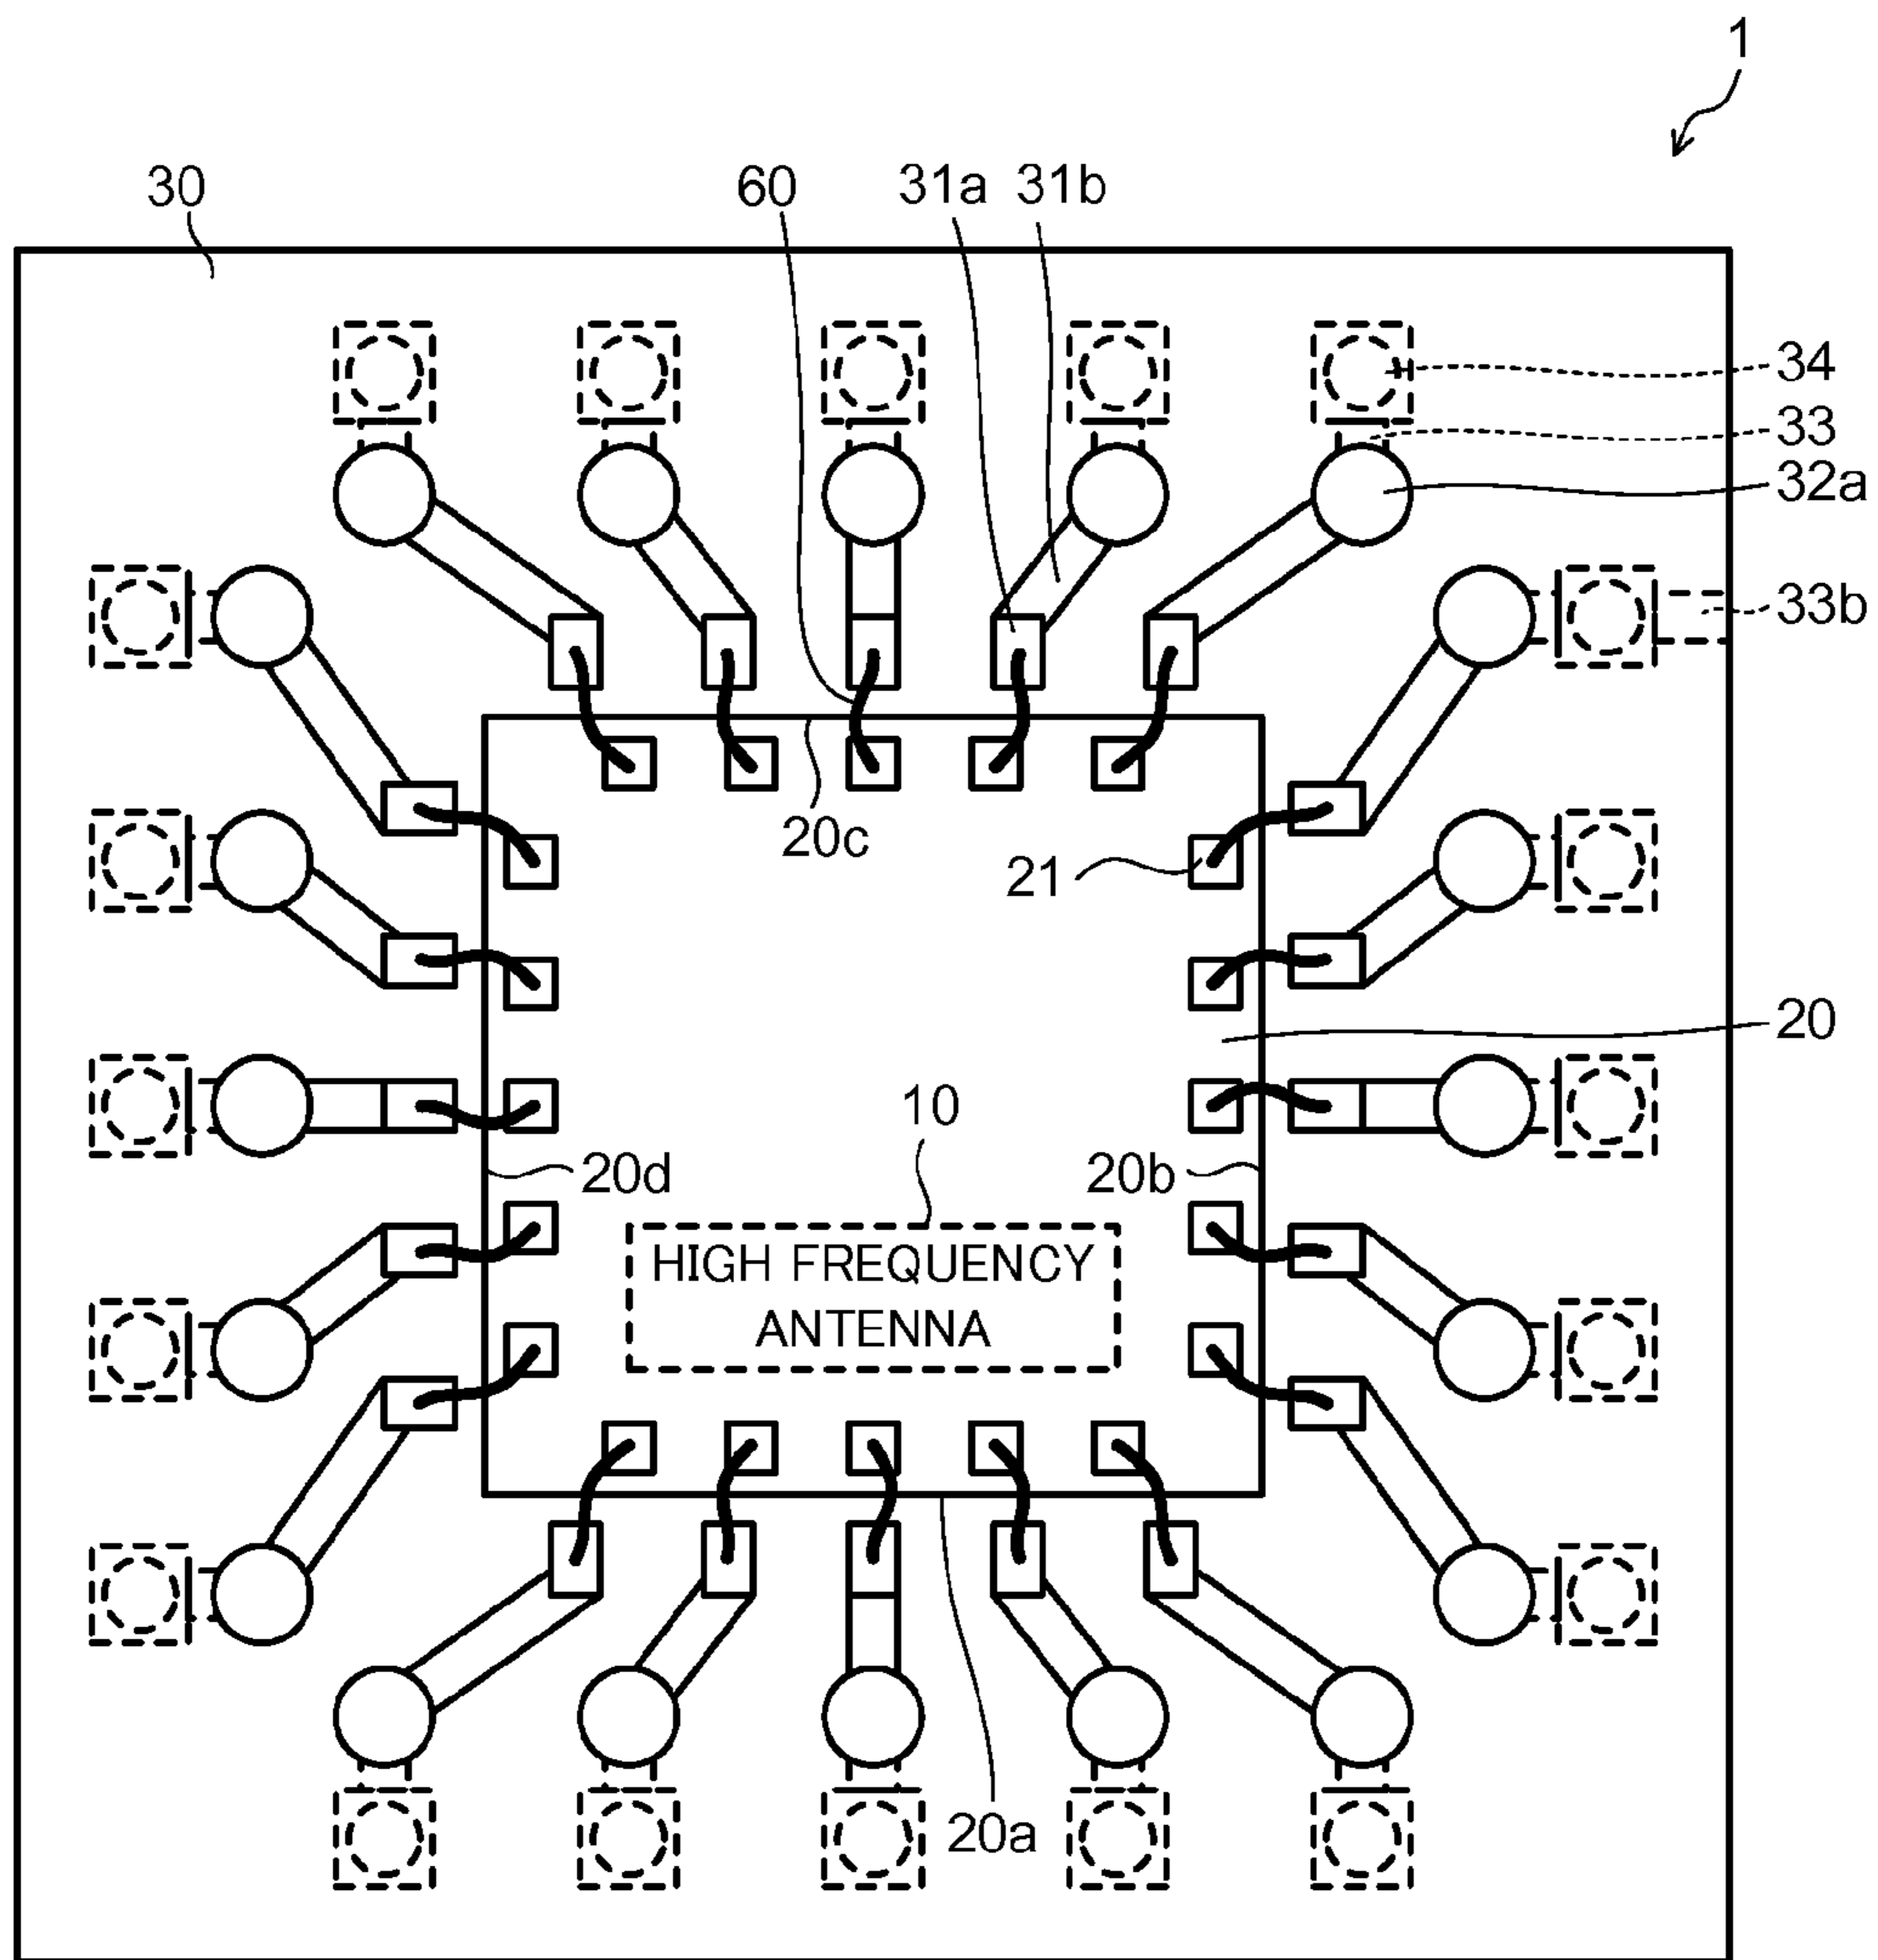 1
30
60
31a
31b
34
33
32a
33b
20c
21
20
10
20d
20b
HIGH FREQUENCY
ANTENNA
20a